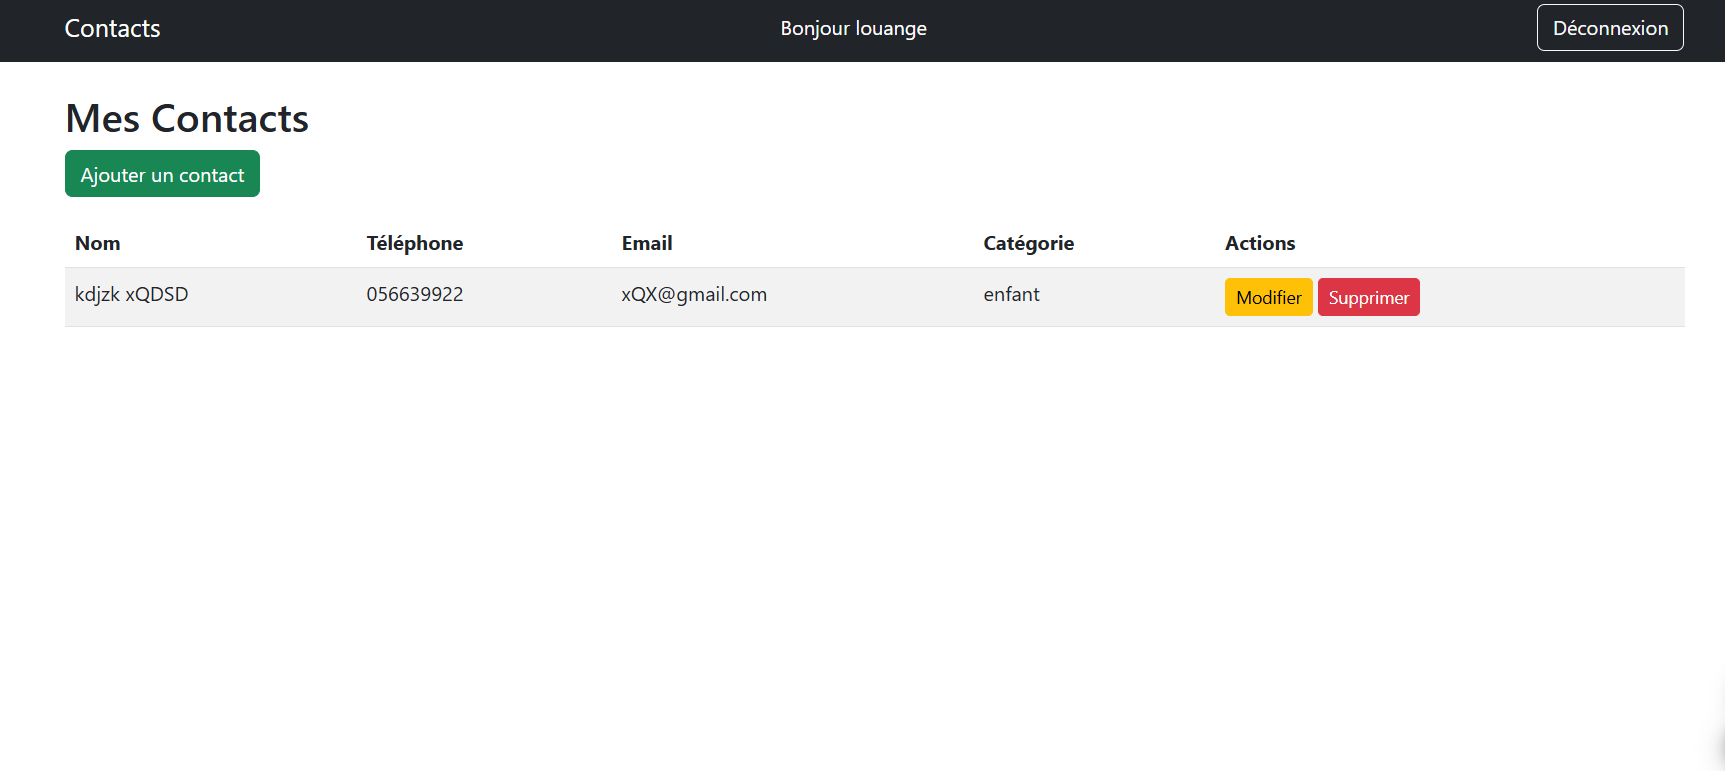 Contacts Bonjour louange Déconnexion
Mes Contacts
Ajouter un contact
Nom Téléphone Email Catégorie Actions
kdjzk xQDSD 056639922 xQX@gmail.com enfant Modifier Supprimer